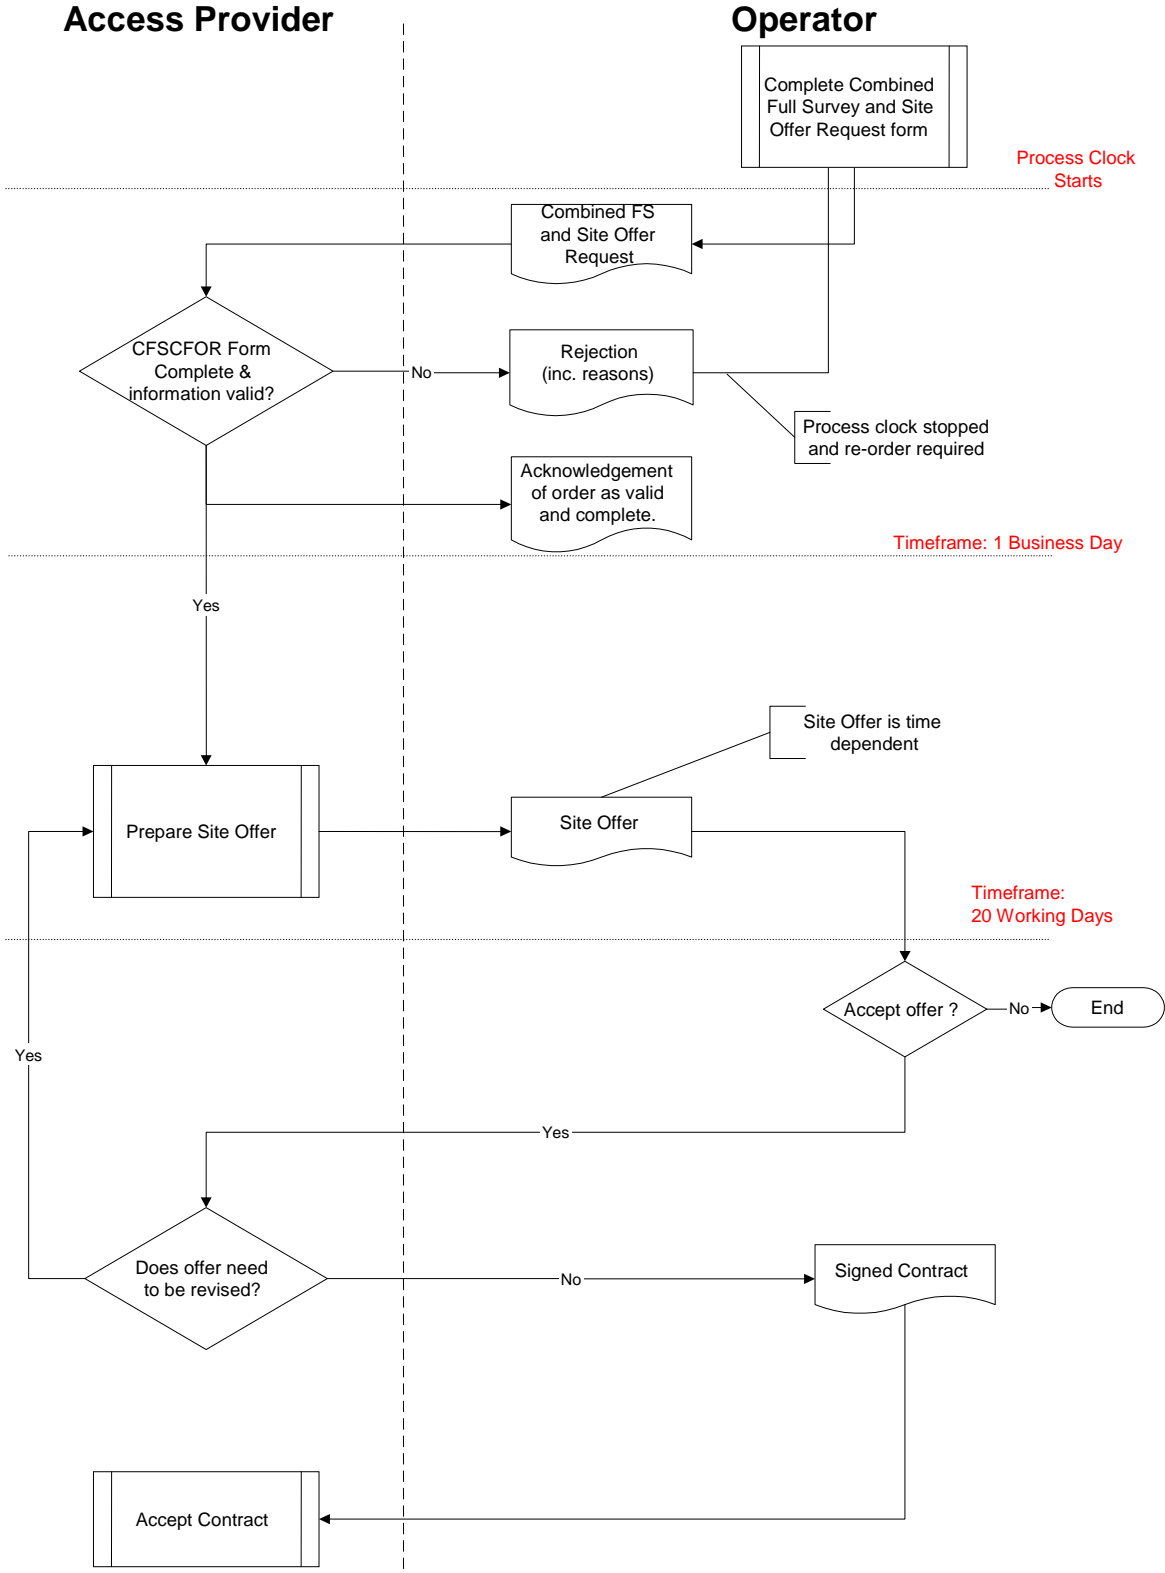 Access Provider
Operator
Complete Combined
Full Survey and Site
Offer Request form
Process Clock
Starts
Combined FS
and Site Offer
Request
CFSCFOR Form
Complete &
information valid?
No
Rejection
(inc. reasons)
Process clock stopped
and re-order required
Acknowledgement
of order as valid
and complete.
Timeframe: 1 Business Day
Yes
Site Offer is time
dependent
Prepare Site Offer
Site Offer
Timeframe:
20 Working Days
Accept offer ?
No
End
Yes
Yes
Does offer need
to be revised?
No
Signed Contract
Accept Contract